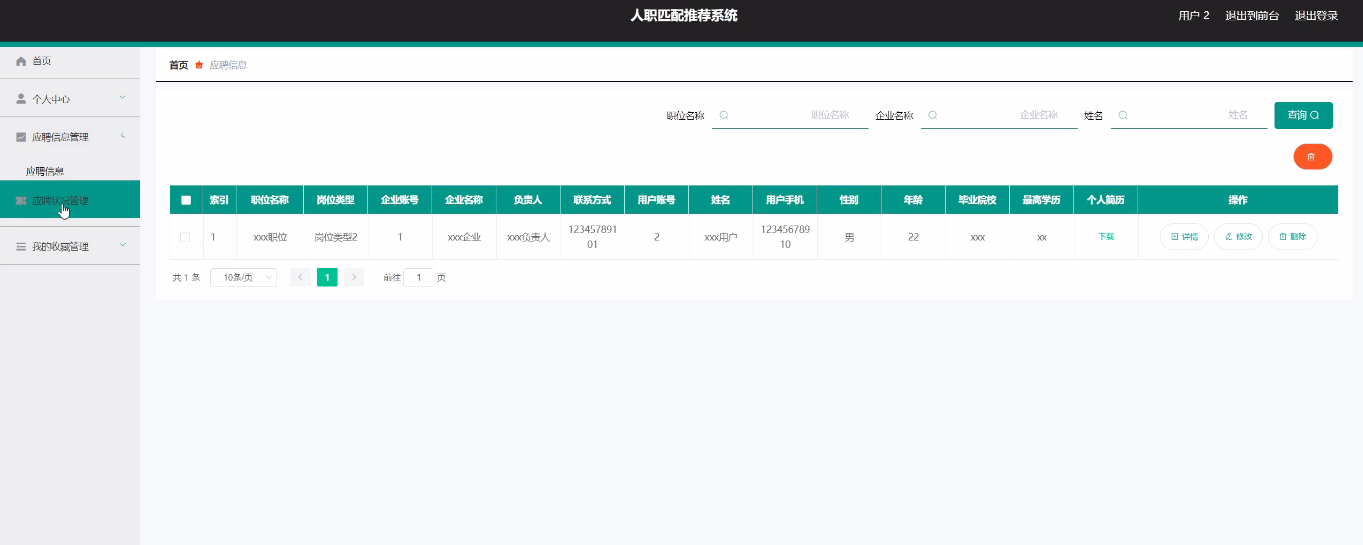 人职匹配推荐系统
用户 2 退出到前台 退出登录
首页
个人中心
应聘信息管理
应聘信息
应聘状况管理
我的收藏管理
首页 应聘信息
职位名称 职位名称 企业名称 企业名称 姓名 姓名 查询
索引 职位名称 岗位类型 企业账号 企业名称 负责人 联系方式 用户账号 姓名 用户手机 性别 年龄 毕业院校 最高学历 个人简历 操作
1 xxx职位 岗位类型2 1 xxx企业 xxx负责人 12345789101 2 xxx用户 12345678910 男 22 xxx xx 下载 详情 修改 删除
共 1 条 10条/页 1 前往 1 页